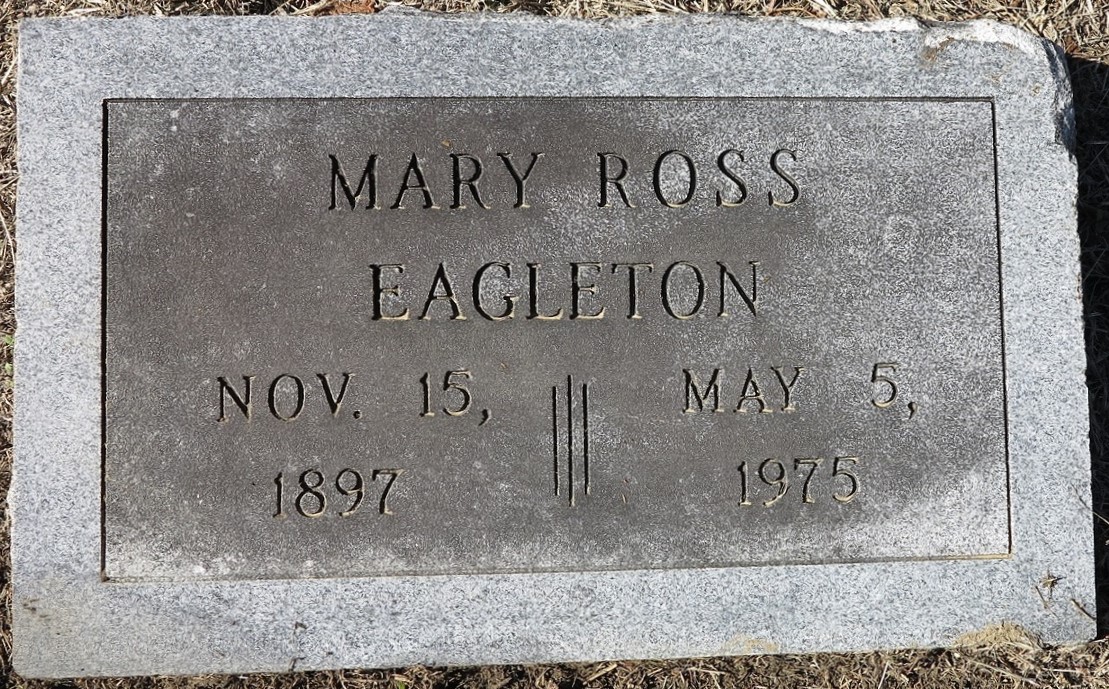 MARY ROSS
EAGLETON
NOV. 15,
1897
MAY 5,
1975